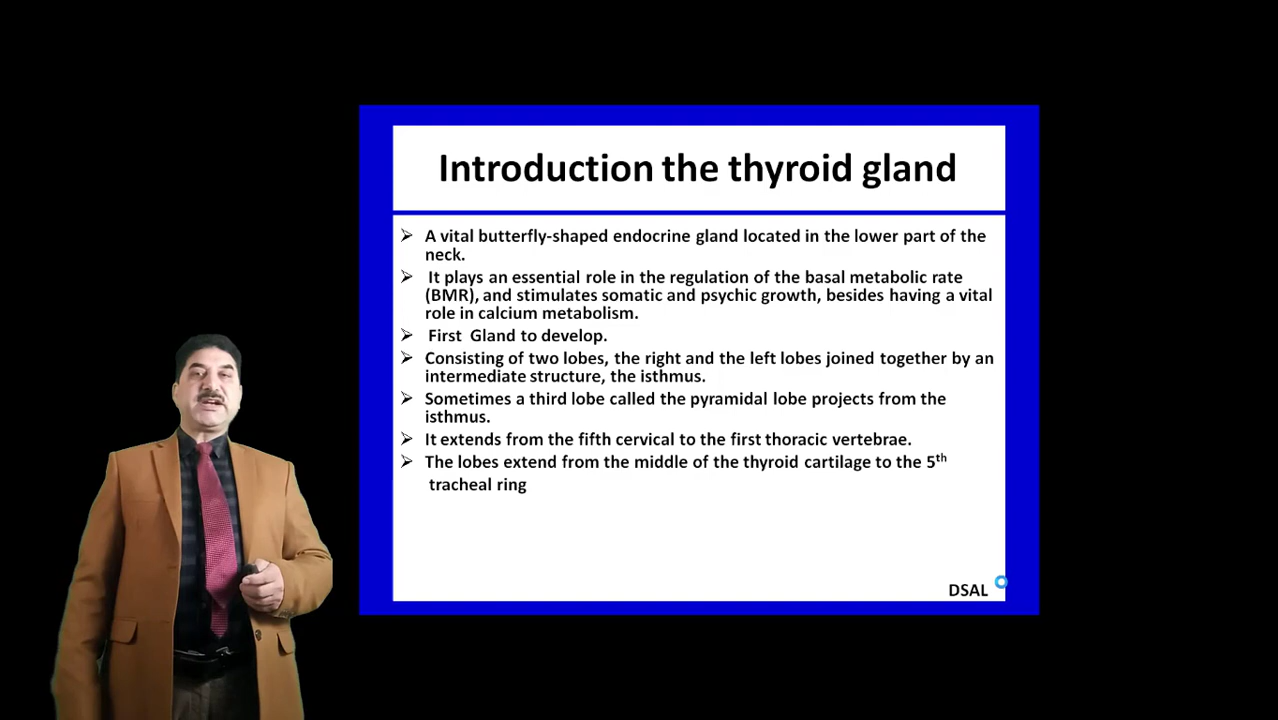 Introduction the thyroid gland
➢ A vital butterfly-shaped endocrine gland located in the lower part of the
neck.
➢ It plays an essential role in the regulation of the basal metabolic rate
(BMR), and stimulates somatic and psychic growth, besides having a vital
role in calcium metabolism.
➢ First Gland to develop.
➢ Consisting of two lobes, the right and the left lobes joined together by an
intermediate structure, the isthmus.
➢ Sometimes a third lobe called the pyramidal lobe projects from the
isthmus.
➢ It extends from the fifth cervical to the first thoracic vertebrae.
➢ The lobes extend from the middle of the thyroid cartilage to the 5th
tracheal ring
DSAL